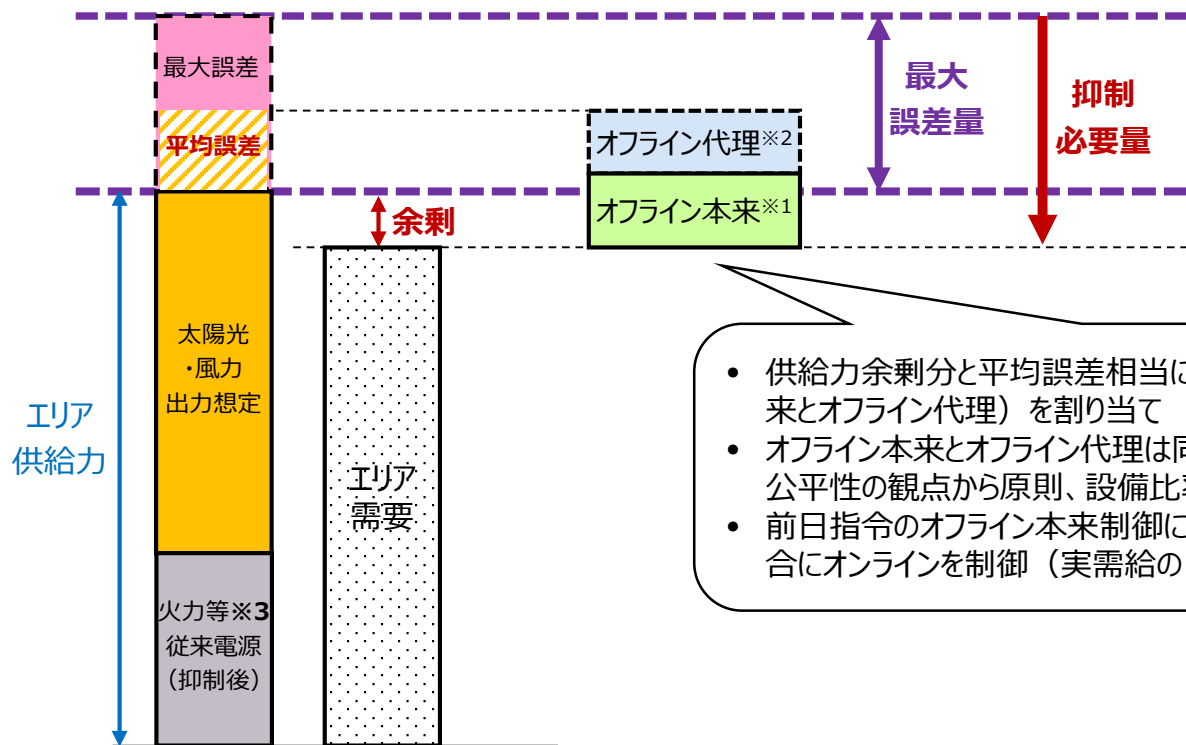 最大誤差
平均誤差
太陽光
・風力
出力想定
火力等※3
従来電源
（抑制後）
エリア
供給力
余剰
エリア
需要
オフライン代理※2
オフライン本来※1
最大
誤差量
抑制
必要量
• 供給力余剰分と平均誤差相当に
来とオフライン代理）を割り当て
• オフライン本来とオフライン代理は同
公平性の観点から原則、設備比率
• 前日指令のオフライン本来制御に
合にオンラインを制御（実需給の